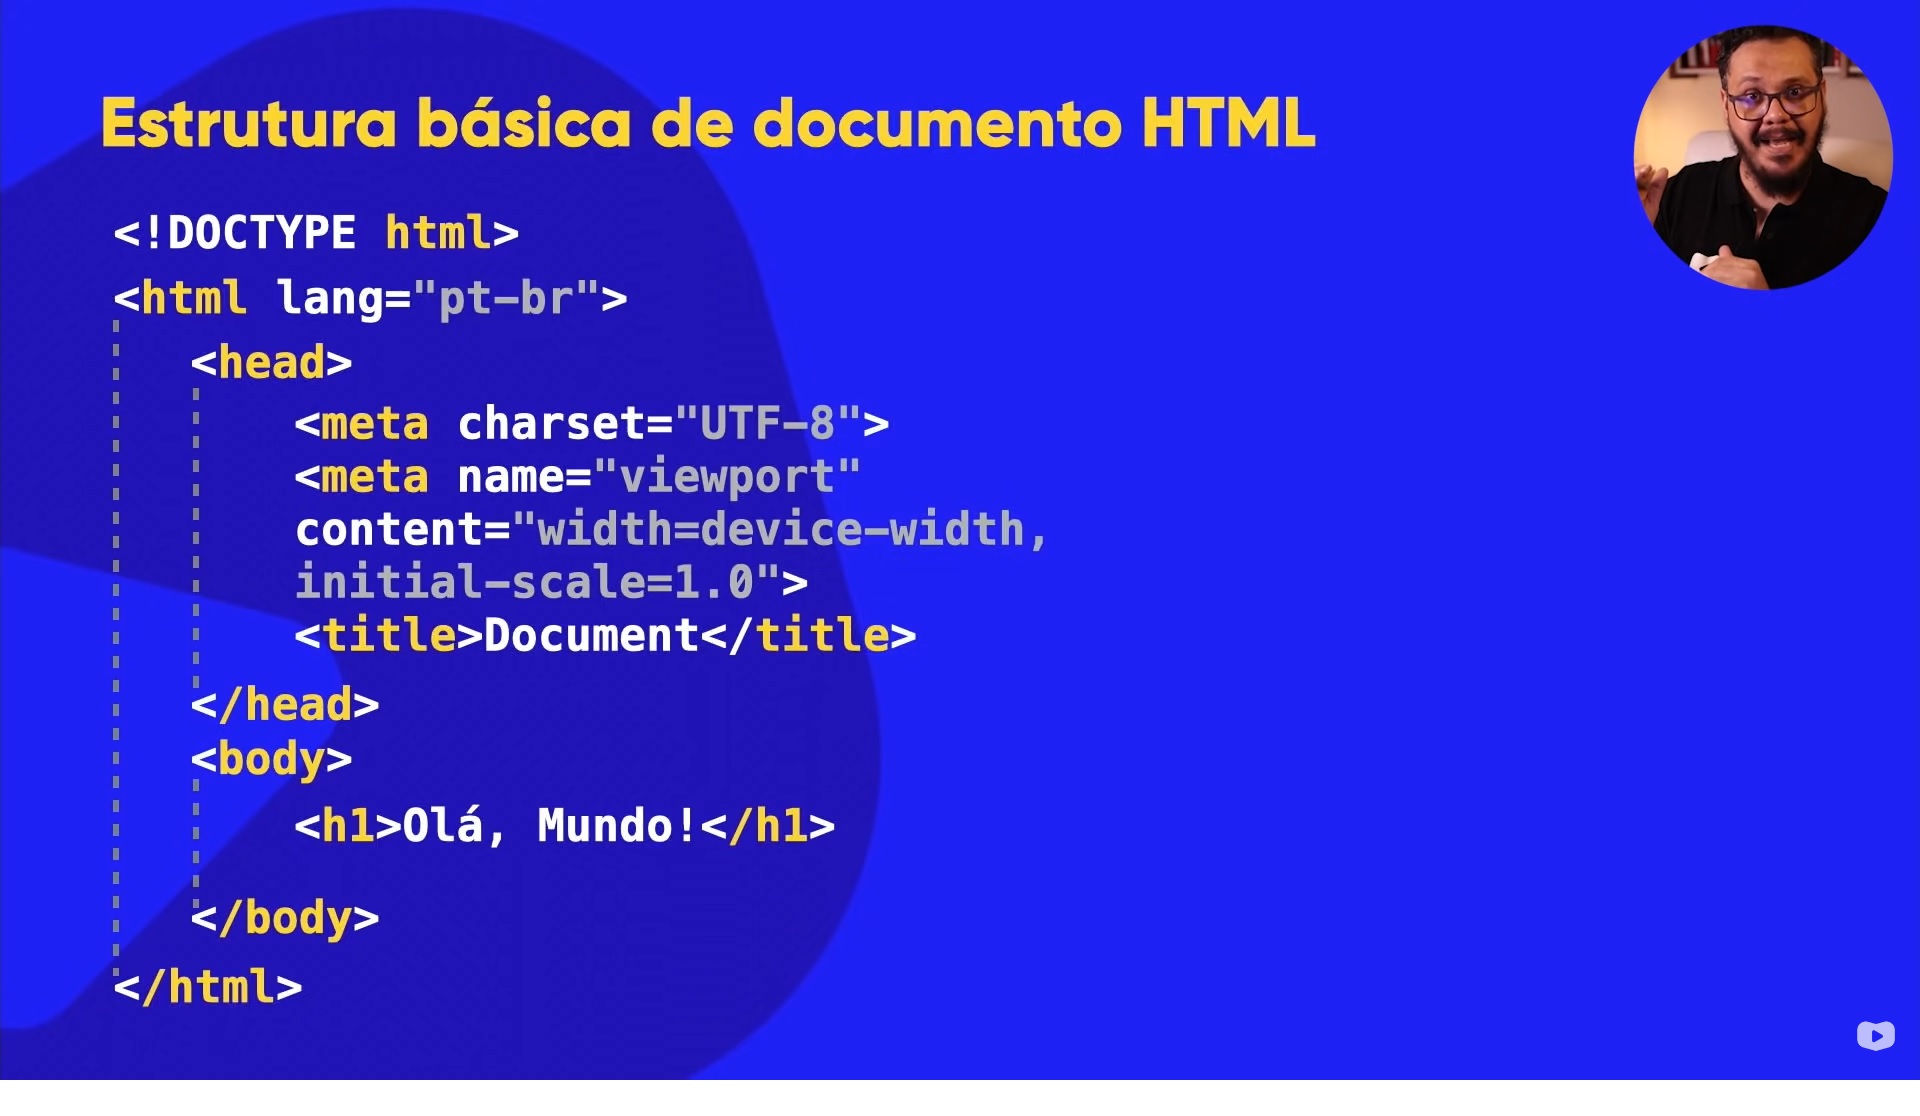 Estrutura básica de documento HTML
<!DOCTYPE html>
<html lang="pt-br">
<head>
<meta charset="UTF-8">
<meta name="viewport"
content="width=device-width,
initial-scale=1.0">
<title>Document</title>
</head>
<body>
<h1>Olá, Mundo!</h1>
</body>
</html>